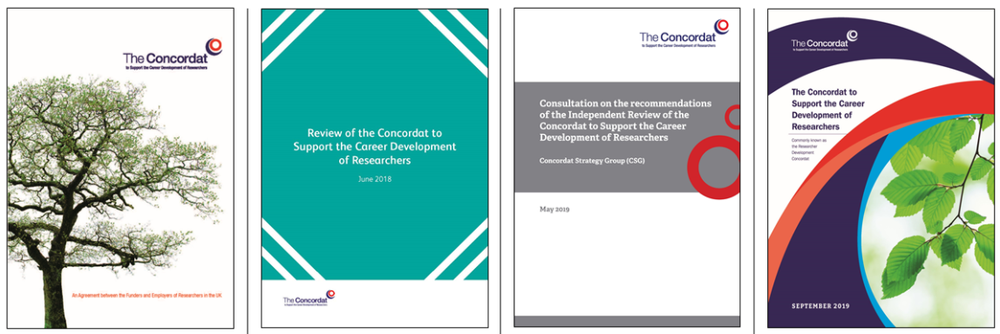 The Concordat
to Support the Career Development of Researchers
An Agreement between the Funders and Employers of Researchers in the UK
Review of the Concordat to
Support the Career Development
of Researchers
June 2018
The Concordat
to Support the Career Development of Researchers
The Concordat
to Support the Career Development of Researchers
Consultation on the recommendations
of the Independent Review of the
Concordat to Support the Career
Development of Researchers
Concordat Strategy Group (CSG)
May 2019
The Concordat
to Support the Career Development of Researchers
The Concordat to
Support the Career
Development of
Researchers
Commonly known as
the Researcher
Development
Concordat
SEPTEMBER 2019